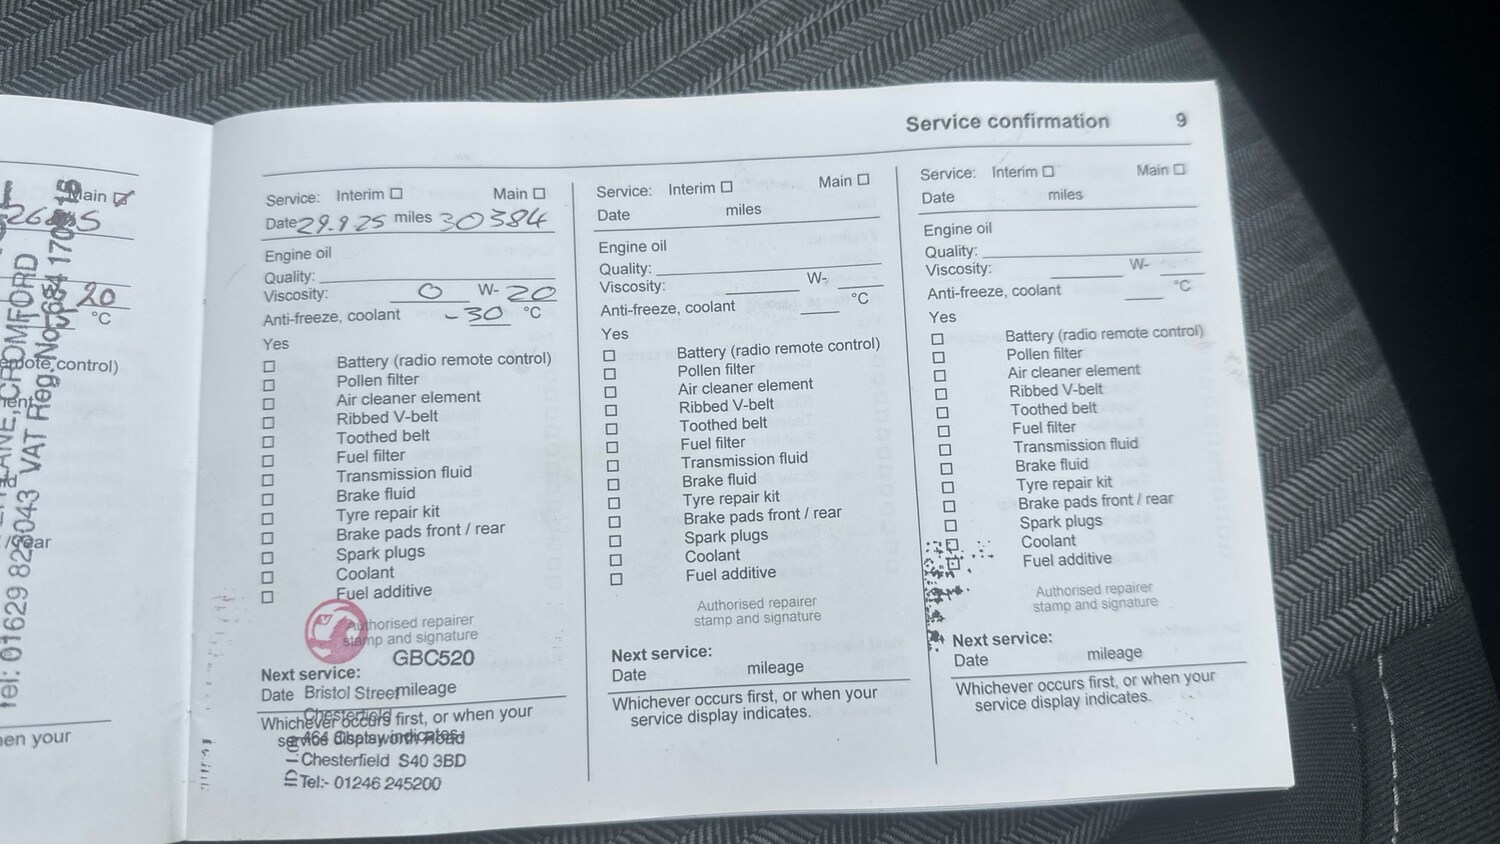 Service confirmation 9
Main
Service: Interim Main
Date 29.9.25 miles 30384
Engine oil
Quality:
Viscosity: 0 W-20
Anti-freeze, coolant -30 °C
Yes
Battery (radio remote control)
Pollen filter
Air cleaner element
Ribbed V-belt
Toothed belt
Fuel filter
Transmission fluid
Brake fluid
Tyre repair kit
Brake pads front / rear
Spark plugs
Coolant
Fuel additive
Authorised repairer
stamp and signature
GBC520
Next service:
Date mileage
Bristol Street
Whichever occurs first, or when your
Chesterfield
service display indicates.
464 Chatsworth Road
Chesterfield S40 3BD
Tel:- 01246 245200
Service: Interim Main
Date miles
Engine oil
Quality:
Viscosity: W-
Anti-freeze, coolant °C
Yes
Battery (radio remote control)
Pollen filter
Air cleaner element
Ribbed V-belt
Toothed belt
Fuel filter
Transmission fluid
Brake fluid
Tyre repair kit
Brake pads front / rear
Spark plugs
Coolant
Fuel additive
Authorised repairer
stamp and signature
Next service:
Date mileage
Whichever occurs first, or when your
service display indicates.
Service: Interim Main
Date miles
Engine oil
Quality:
Viscosity: W-
Anti-freeze, coolant °C
Yes
Battery (radio remote control)
Pollen filter
Air cleaner element
Ribbed V-belt
Toothed belt
Fuel filter
Transmission fluid
Brake fluid
Tyre repair kit
Brake pads front / rear
Spark plugs
Coolant
Fuel additive
Authorised repairer
stamp and signature
Next service:
Date mileage
Whichever occurs first, or when your
service display indicates.
20
°C
control)
en your
LANE, CROMFORD
VAT Reg. No.
Tel: 01629